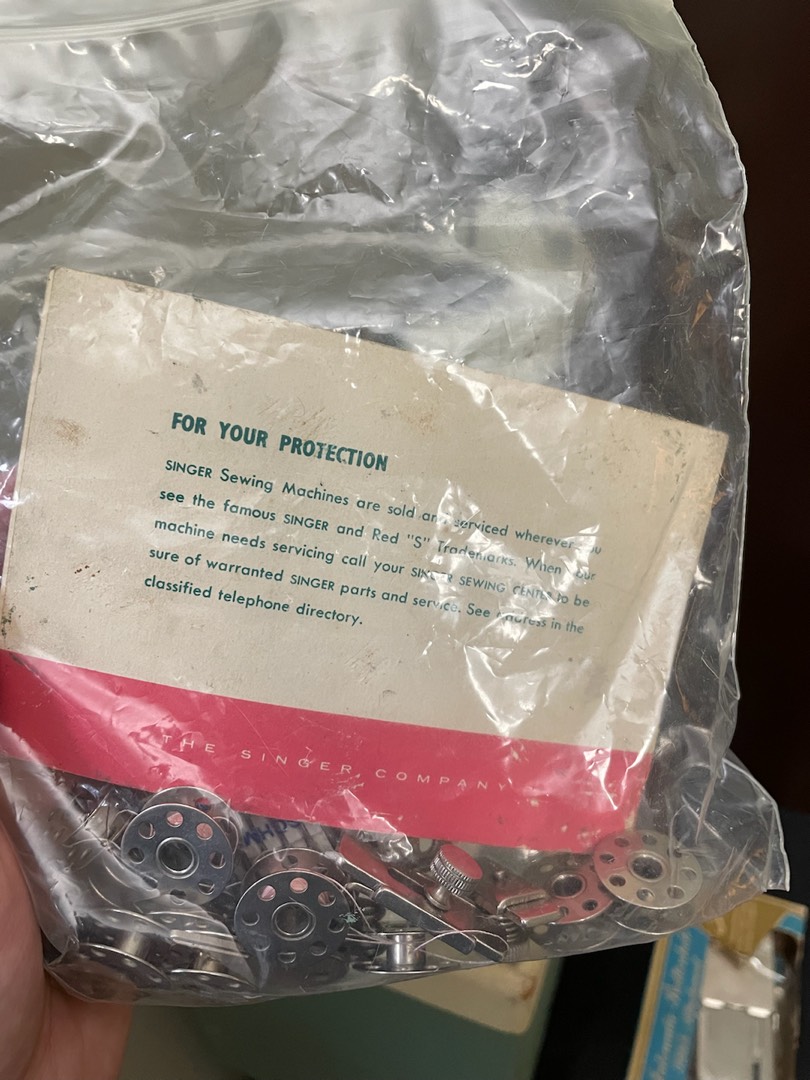 FOR YOUR PROTECTION
SINGER Sewing Machines are sold and serviced wherever you
see the famous SINGER and Red "S" Trademarks. When your
machine needs servicing call your SINGER SEWING CENTER to be
sure of warranted SINGER parts and service. See address in the
classified telephone directory.
THE SINGER COMPANY